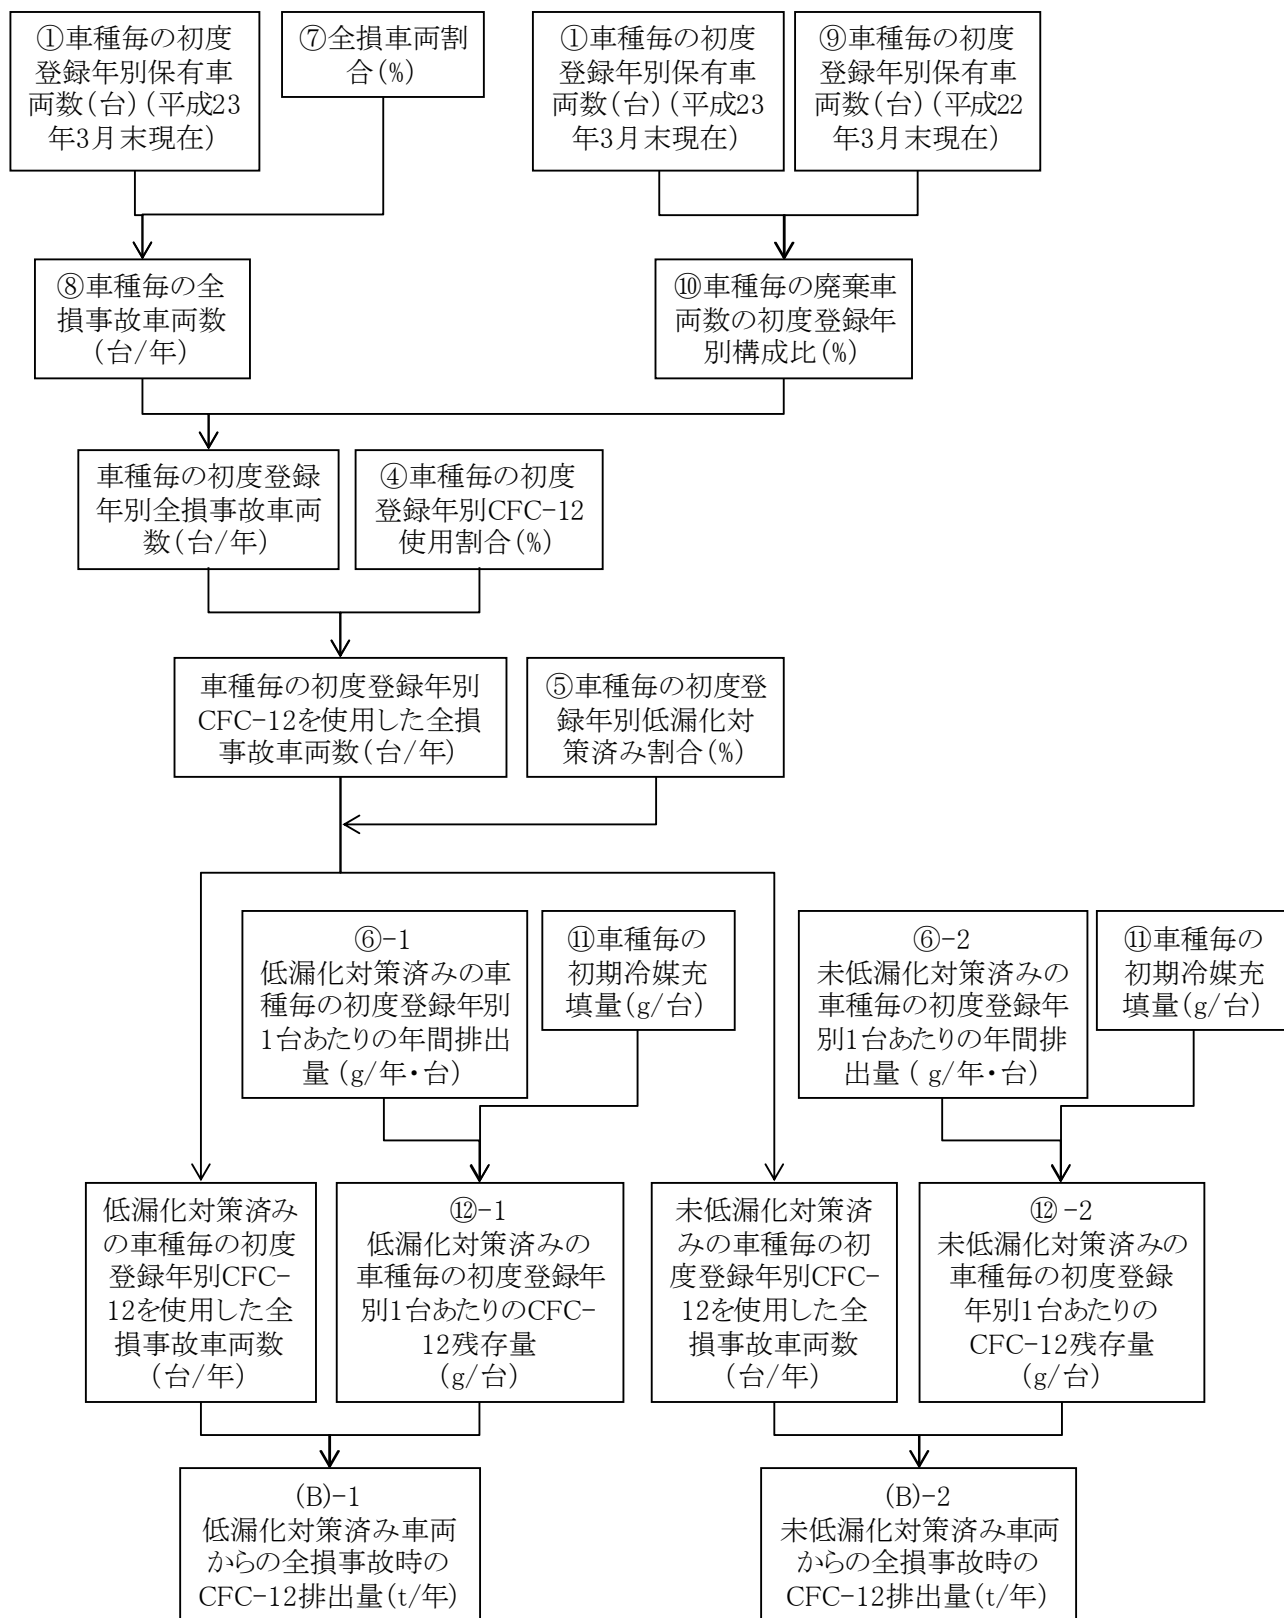 ①車種毎の初度
登録年別保有車
両数(台)(平成23
年3月末現在)
⑦全損車両割
合(%)
①車種毎の初度
登録年別保有車
両数(台)(平成23
年3月末現在)
⑨車種毎の初度
登録年別保有車
両数(台)(平成22
年3月末現在)
⑧車種毎の全
損事故車両数
(台/年)
⑩車種毎の廃棄車
両数の初度登録年
別構成比(%)
車種毎の初度登録
年別全損事故車両
数(台/年)
④車種毎の初度
登録年別CFC-12
使用割合(%)
車種毎の初度登録年別
CFC-12を使用した全損
事故車両数(台/年)
⑤車種毎の初度登
録年別低漏化対
策済み割合(%)
⑥-1
低漏化対策済みの車
種毎の初度登録年別
1台あたりの年間排出
量(g/年・台)
⑪車種毎の
初期冷媒充
填量(g/台)
⑥-2
未低漏化対策済みの
車種毎の初度登録年
別1台あたりの年間排
出量( g/年・台)
⑪車種毎の
初期冷媒充
填量(g/台)
低漏化対策済み
の車種毎の初度
登録年別CFC-
12を使用した全
損事故車両数
(台/年)
⑫-1
低漏化対策済みの
車種毎の初度登録年
別1台あたりのCFC-
12残存量
(g/台)
未低漏化対策済
みの車種毎の初
度登録年別CFC-
12を使用した全
損事故車両数
(台/年)
⑫-2
未低漏化対策済みの
車種毎の初度登録
年別1台あたりの
CFC-12残存量
(g/台)
(B)-1
低漏化対策済み車両
からの全損事故時の
CFC-12排出量(t/年)
(B)-2
未低漏化対策済み車両
からの全損事故時の
CFC-12排出量(t/年)